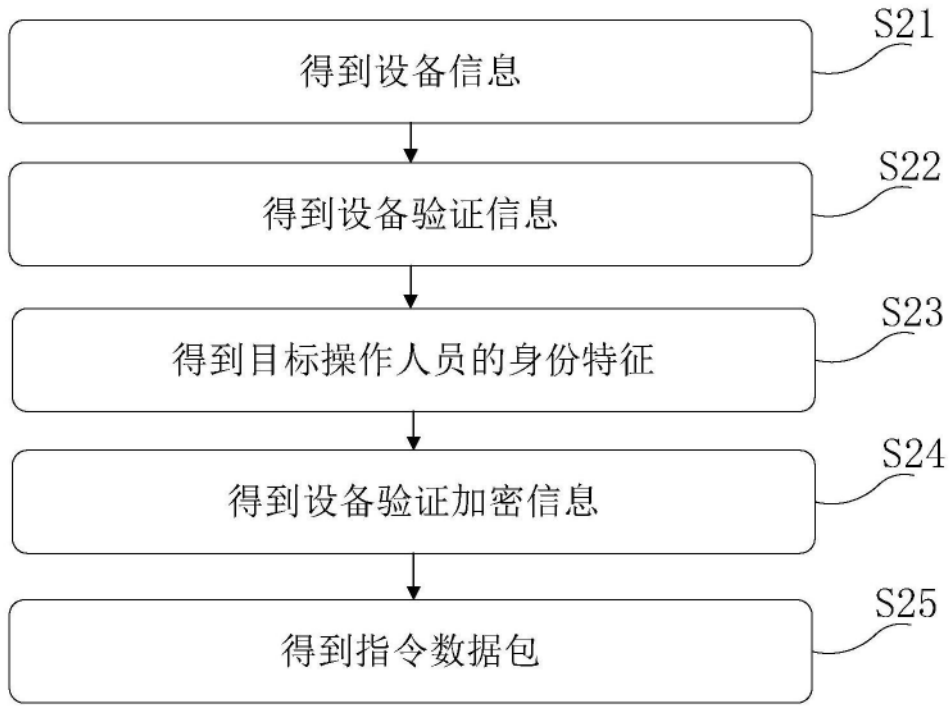 S21
得到设备信息
S22
得到设备验证信息
S23
得到目标操作人员的身份特征
S24
得到设备验证加密信息
S25
得到指令数据包